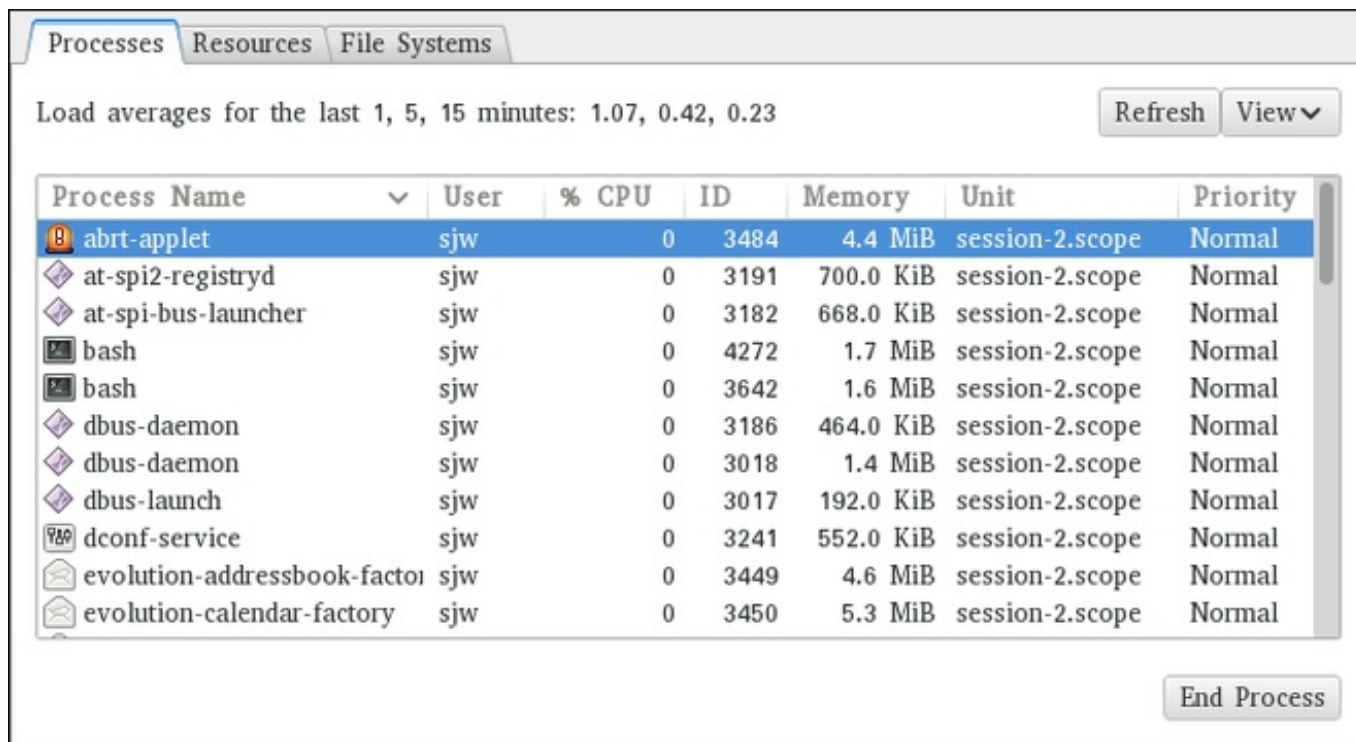 Processes Resources File Systems
Load averages for the last 1, 5, 15 minutes: 1.07, 0.42, 0.23 Refresh View
Process Name User % CPU ID Memory Unit Priority
abrt-applet sjw 0 3484 4.4 MiB session-2.scope Normal
at-spi2-registryd sjw 0 3191 700.0 KiB session-2.scope Normal
at-spi-bus-launcher sjw 0 3182 668.0 KiB session-2.scope Normal
bash sjw 0 4272 1.7 MiB session-2.scope Normal
bash sjw 0 3642 1.6 MiB session-2.scope Normal
dbus-daemon sjw 0 3186 464.0 KiB session-2.scope Normal
dbus-daemon sjw 0 3018 1.4 MiB session-2.scope Normal
dbus-launch sjw 0 3017 192.0 KiB session-2.scope Normal
dconf-service sjw 0 3241 552.0 KiB session-2.scope Normal
evolution-addressbook-factor sjw 0 3449 4.6 MiB session-2.scope Normal
evolution-calendar-factory sjw 0 3450 5.3 MiB session-2.scope Normal
End Process